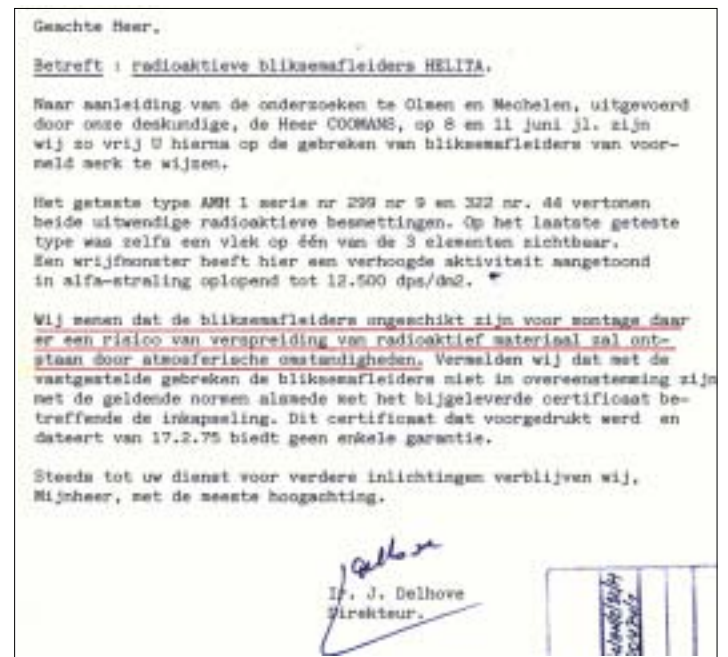 Geachte Heer,
Betreft : radioaktieve bliksemafleiders HELITA.
Naar aanleiding van de onderzoeken te Olmen en Mechelen, uitgevoerd
door onze deskundige, de Heer COOMANS, op 8 en 11 juni jl. zijn
wij zo vrij U hierna op de gebreken van bliksemafleiders van voor-
meld merk te wijzen.
Het geteste type AMH 1 serie nr 299 nr 9 en 322 nr. 44 vertonen
beide uitwendige radioaktieve besmettingen. Op het laatste geteste
type was zelfs een vlek op één van de 3 elementen zichtbaar.
Een wrijfmonster heeft hier een verhoogde aktiviteit aangetoond
in alfa-straling oplopend tot 12.500 dps/dm2.
Wij menen dat de bliksemafleiders ongeschikt zijn voor montage daar
er een risico van verspreiding van radioaktief materiaal zal ont-
staan door atmosferische omstandigheden. Vermelden wij dat met de
vastgestelde gebreken de bliksemafleiders niet in overeenstemming zijn
met de geldende normen alsmede met het bijgeleverde certificaat be-
treffende de inkapseling. Dit certificaat dat voorgedrukt werd en
dateert van 17.2.75 biedt geen enkele garantie.
Steeds tot uw dienst voor verdere inlichtingen verblijven wij,
Mijnheer, met de meeste hoogachting.
Ir. J. Delhove
Direkteur.